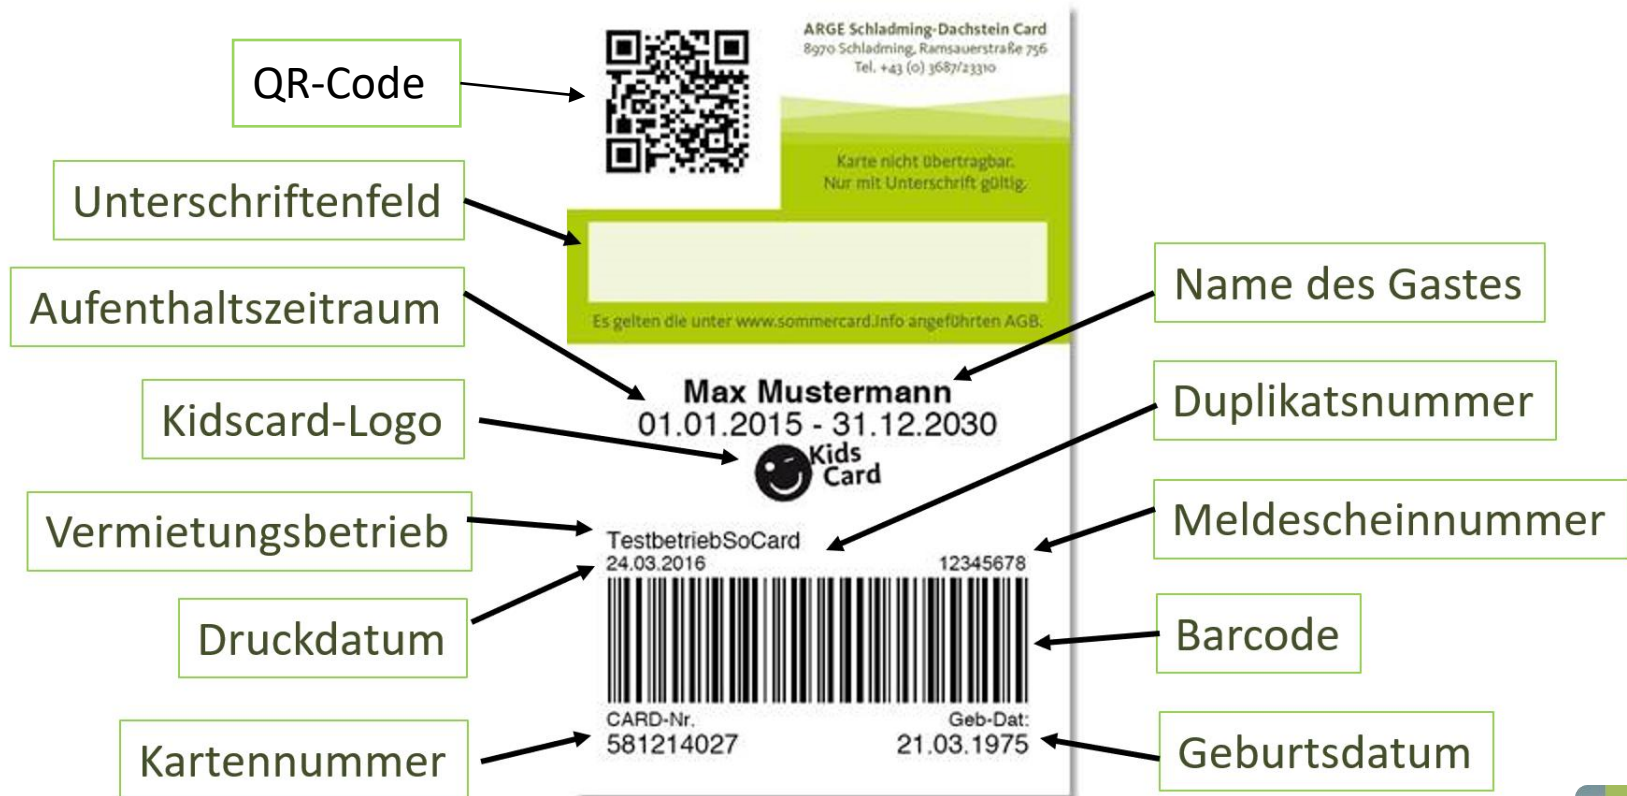 QR-Code
Unterschriftenfeld
Aufenthaltszeitraum
Kidscard-Logo
Vermietungsbetrieb
Druckdatum
Kartennummer
ARGE Schladming-Dachstein Card
8970 Schladming, Ramsauerstraße 756
Tel. +43 (0) 3687/23310
Karte nicht übertragbar.
Nur mit Unterschrift gültig.
Es gelten die unter www.sommercard.info angeführten AGB.
Max Mustermann
01.01.2015 - 31.12.2030
Kids
Card
TestbetriebSoCard
24.03.2016 12345678
CARD-Nr. Geb-Dat:
581214027 21.03.1975
Name des Gastes
Duplikatsnummer
Meldescheinnummer
Barcode
Geburtsdatum